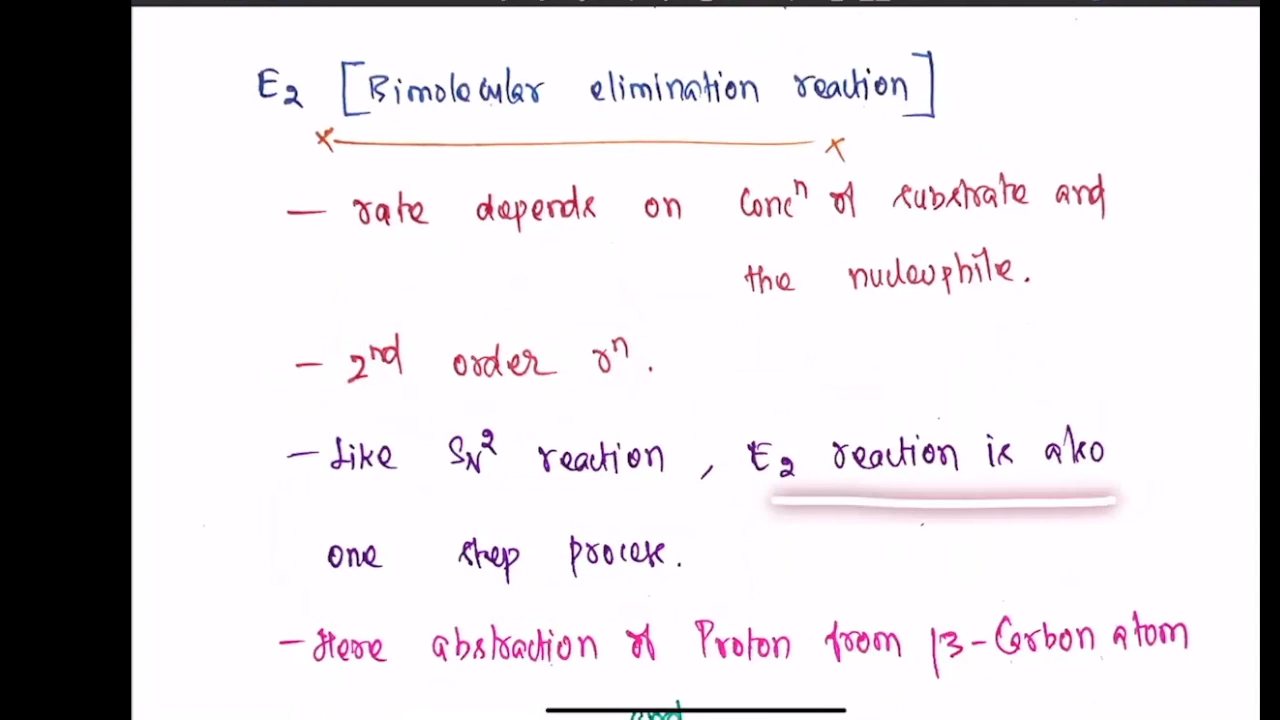 E2 [Bimolecular elimination reaction]
- rate depends on Concⁿ of substrate and
the nucleophile.
- 2nd order rⁿ.
- Like SN² reaction, E2 reaction is also
one step process.
- Here abstraction of Proton from β-Carbon atom
and